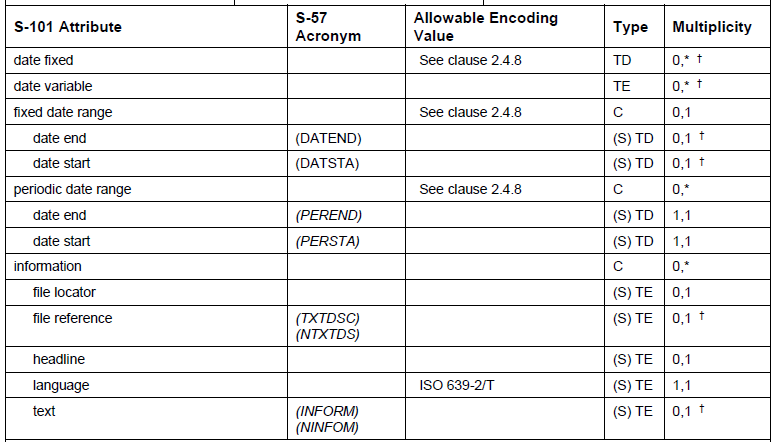 S-101 Attribute S-57 Acronym Allowable Encoding Value Type Multiplicity
date fixed See clause 2.4.8 TD 0,* †
date variable TE 0,* †
fixed date range See clause 2.4.8 C 0,1
date end (DATEND) (S) TD 0,1 †
date start (DATSTA) (S) TD 0,1 †
periodic date range See clause 2.4.8 C 0,*
date end (PEREND) (S) TD 1,1
date start (PERSTA) (S) TD 1,1
information C 0,*
file locator (S) TE 0,1
file reference (TXTDSC) (S) TE 0,1 †
(NTXTDS)
headline (S) TE 0,1
language ISO 639-2/T (S) TE 1,1
text (INFORM) (S) TE 0,1 †
(NINFOM)